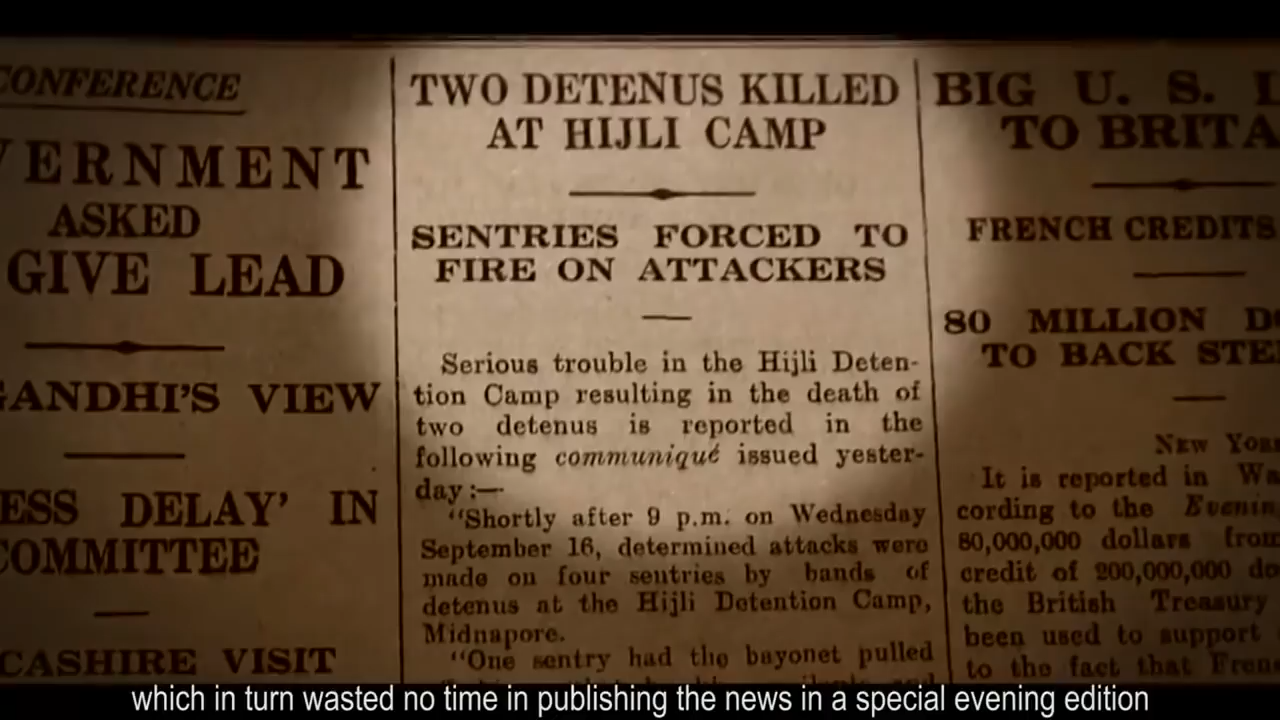 CONFERENCE
VERNMENT
ASKED
GIVE LEAD
GANDHI'S VIEW
ESS DELAY' IN
COMMITTEE
CASHIRE VISIT
TWO DETENUS KILLED
AT HIJLI CAMP
SENTRIES FORCED TO
FIRE ON ATTACKERS
Serious trouble in the Hijli Deten-
tion Camp resulting in the death of
two detenus is reported in the
following communiqué issued yester-
day :—
"Shortly after 9 p.m. on Wednesday
September 16, determined attacks were
made on four sentries by bands of
detenus at the Hijli Detention Camp,
Midnapore.
"One sentry had the bayonet pulled
BIG U. S. L
TO BRITA
FRENCH CREDITS
80 MILLION D
TO BACK STE
NEW YOR
It is reported in Wa
cording to the Evenin
80,000,000 dollars from
credit of 200,000,000 do
the British Treasury
been used to support
to the fact that Fren
which in turn wasted no time in publishing the news in a special evening edition